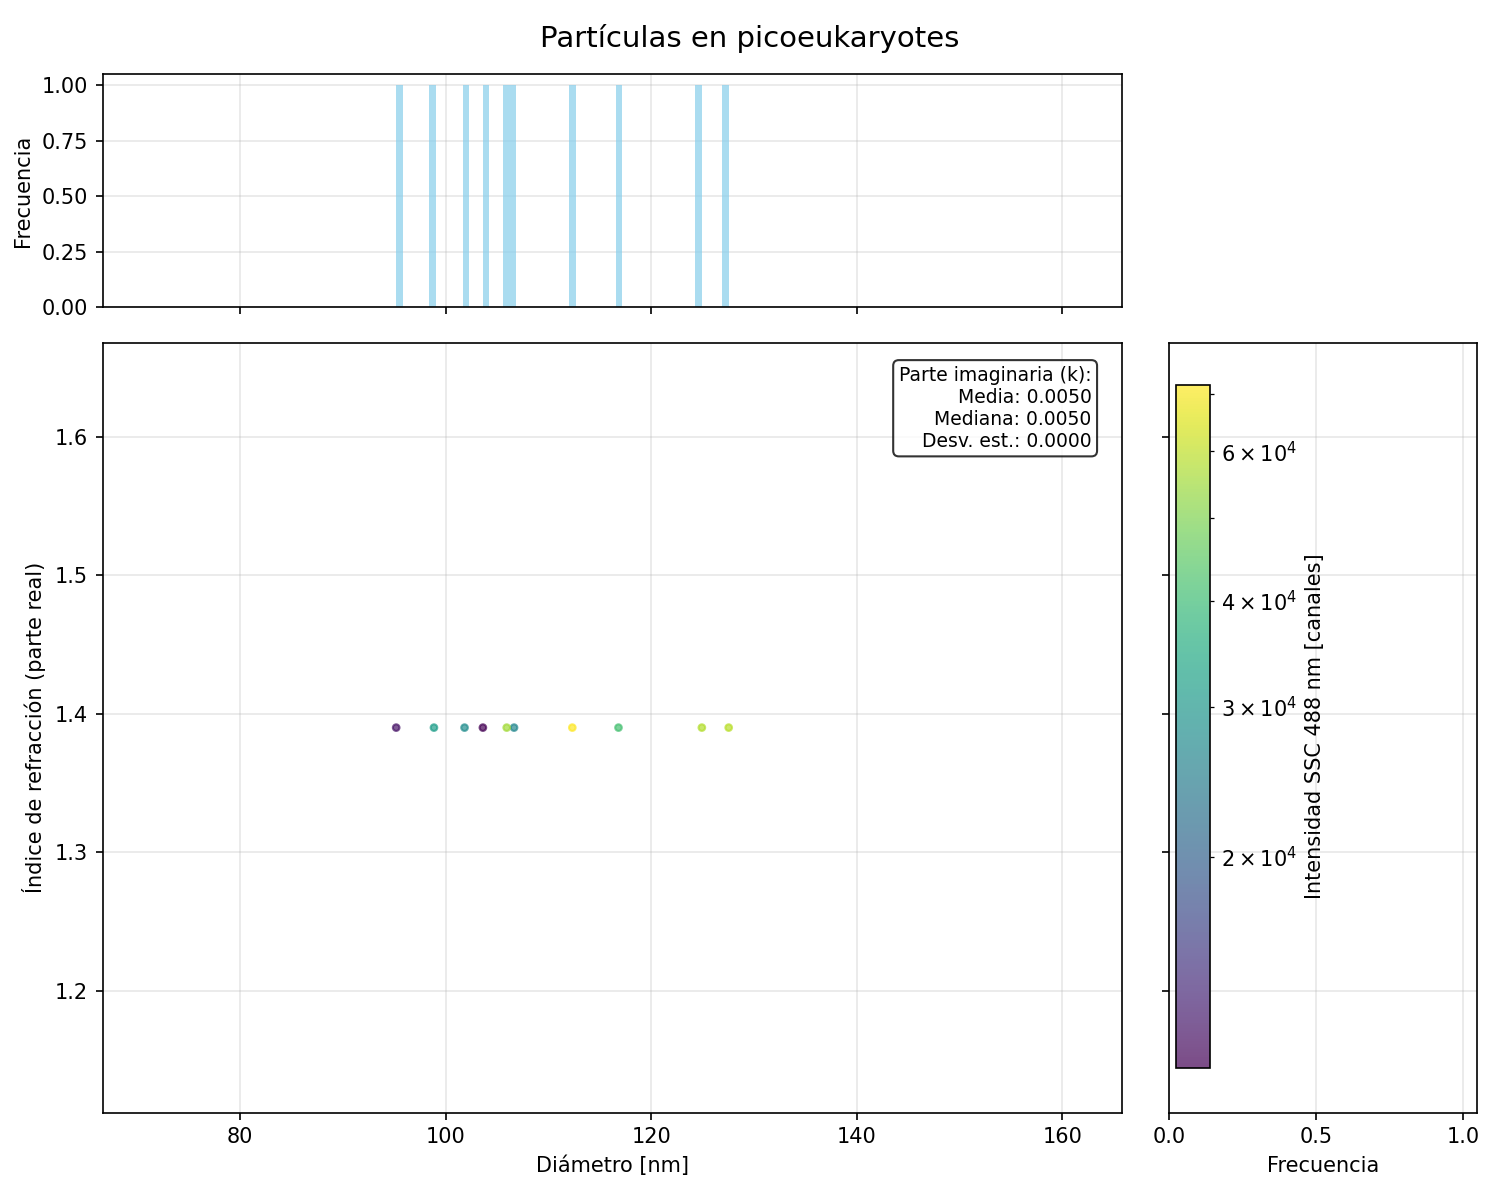 Partículas en picoeukaryotes
1.00
0.75
0.50
0.25
0.00
Frecuencia
Parte imaginaria (k):
Media: 0.0050
Mediana: 0.0050
Desv. est.: 0.0000
1.6
1.5
1.4
1.3
1.2
Índice de refracción (parte real)
80
100
120
140
160
Diámetro [nm]
6 × 10⁴
4 × 10⁴
3 × 10⁴
2 × 10⁴
Intensidad SSC 488 nm [canales]
0.0
0.5
1.0
Frecuencia